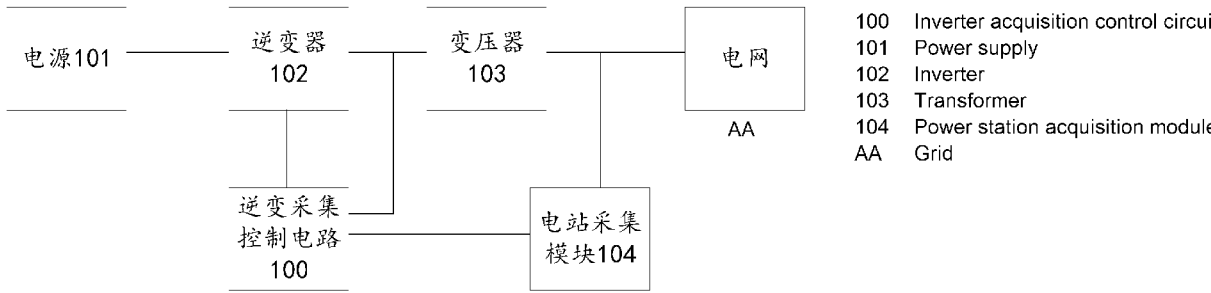 电源101
逆变器
102
变压器
103
电网
AA
逆变采集
控制电路
100
电站采集
模块104
100 Inverter acquisition control circui
101 Power supply
102 Inverter
103 Transformer
104 Power station acquisition module
AA Grid